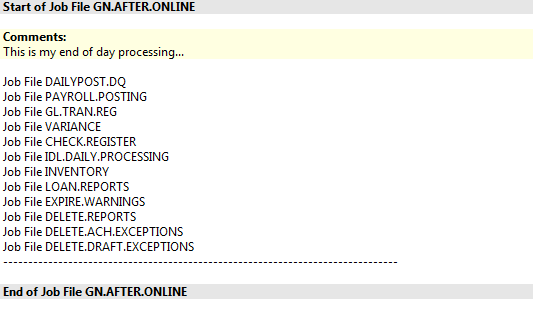 Start of Job File GN.AFTER.ONLINE
Comments:
This is my end of day processing...
Job File DAILYPOST.DQ
Job File PAYROLL.POSTING
Job File GL.TRAN.REG
Job File VARIANCE
Job File CHECK.REGISTER
Job File IDL.DAILY.PROCESSING
Job File INVENTORY
Job File LOAN.REPORTS
Job File EXPIRE.WARNINGS
Job File DELETE.REPORTS
Job File DELETE.ACH.EXCEPTIONS
Job File DELETE.DRAFT.EXCEPTIONS
-------------------------------------------------------------------------------
End of Job File GN.AFTER.ONLINE